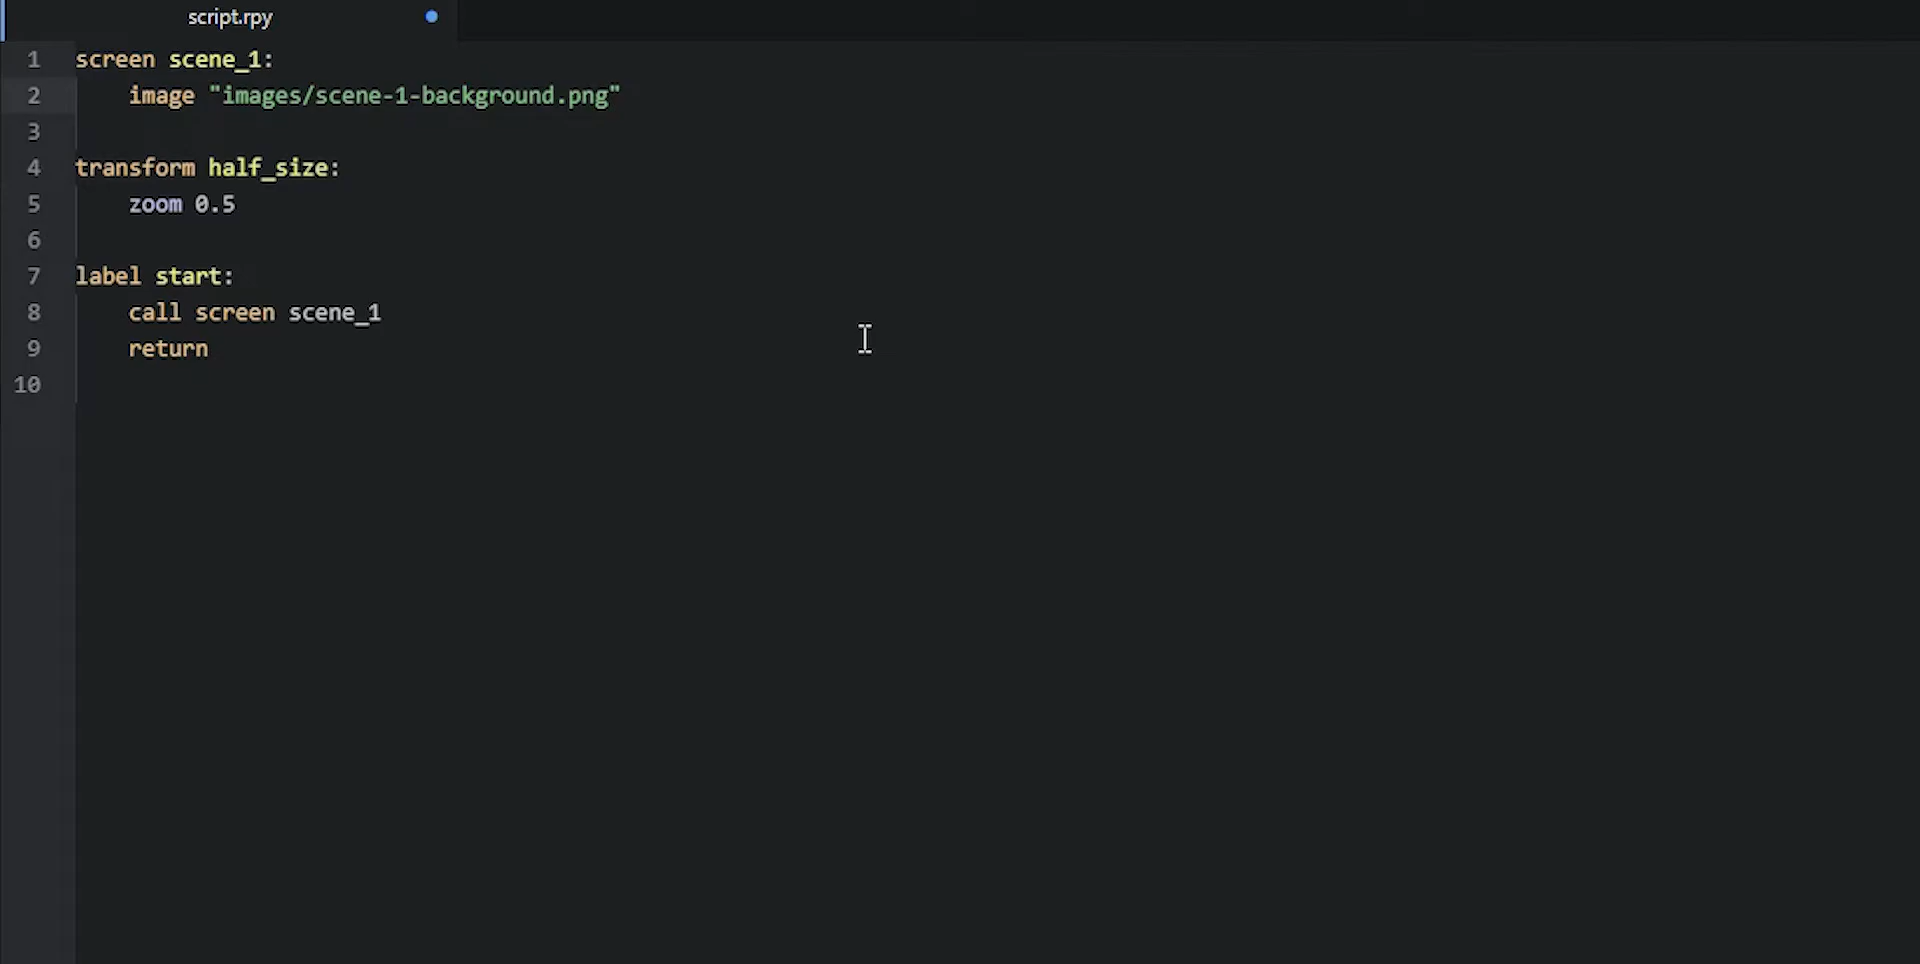 script.rpy
1 screen scene_1:
2     image "images/scene-1-background.png"
3
4 transform half_size:
5     zoom 0.5
6
7 label start:
8     call screen scene_1
9     return
10